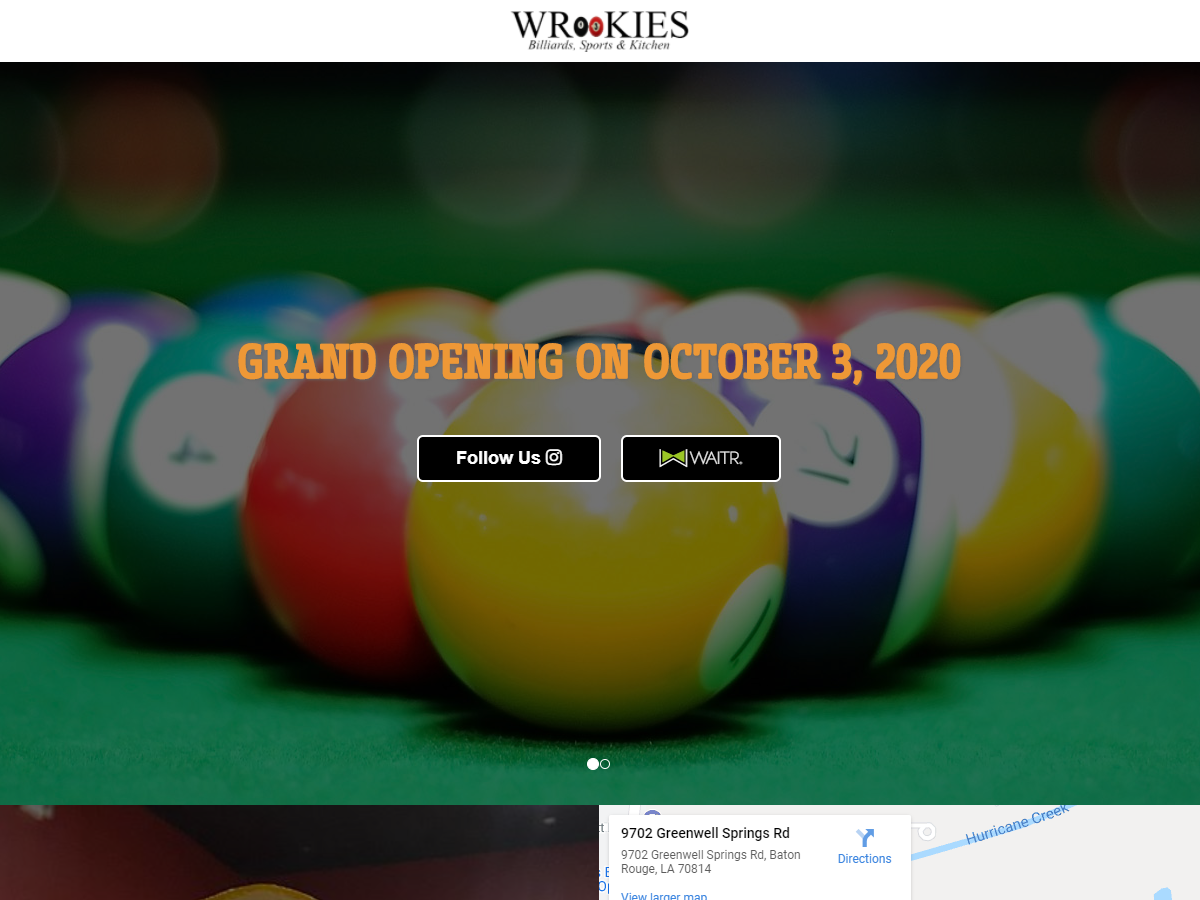 WROOKIES
Billiards, Sports & Kitchen
GRAND OPENING ON OCTOBER 3, 2020
Follow Us
WAITR
12
9702 Greenwell Springs Rd
9702 Greenwell Springs Rd, Baton
Rouge, LA 70814
Directions
View larger map
Hurricane Creek